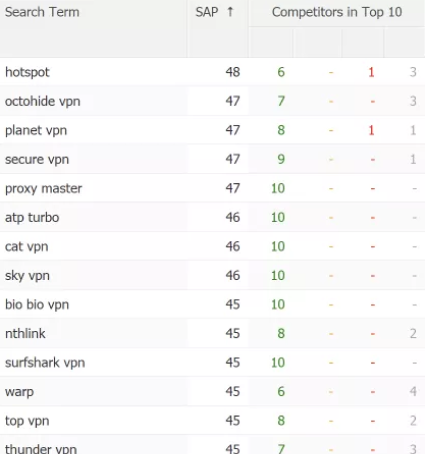 Search Term SAP ↑ Competitors in Top 10
hotspot 48 6 - 1 3
octohide vpn 47 7 - - 3
planet vpn 47 8 - 1 1
secure vpn 47 9 - - 1
proxy master 47 10 - - -
atp turbo 46 10 - - -
cat vpn 46 10 - - -
sky vpn 46 10 - - -
bio bio vpn 45 10 - - -
nthlink 45 8 - - 2
surfshark vpn 45 10 - - -
warp 45 6 - - 4
top vpn 45 8 - - 2
thunder vpn 45 7 - - 3